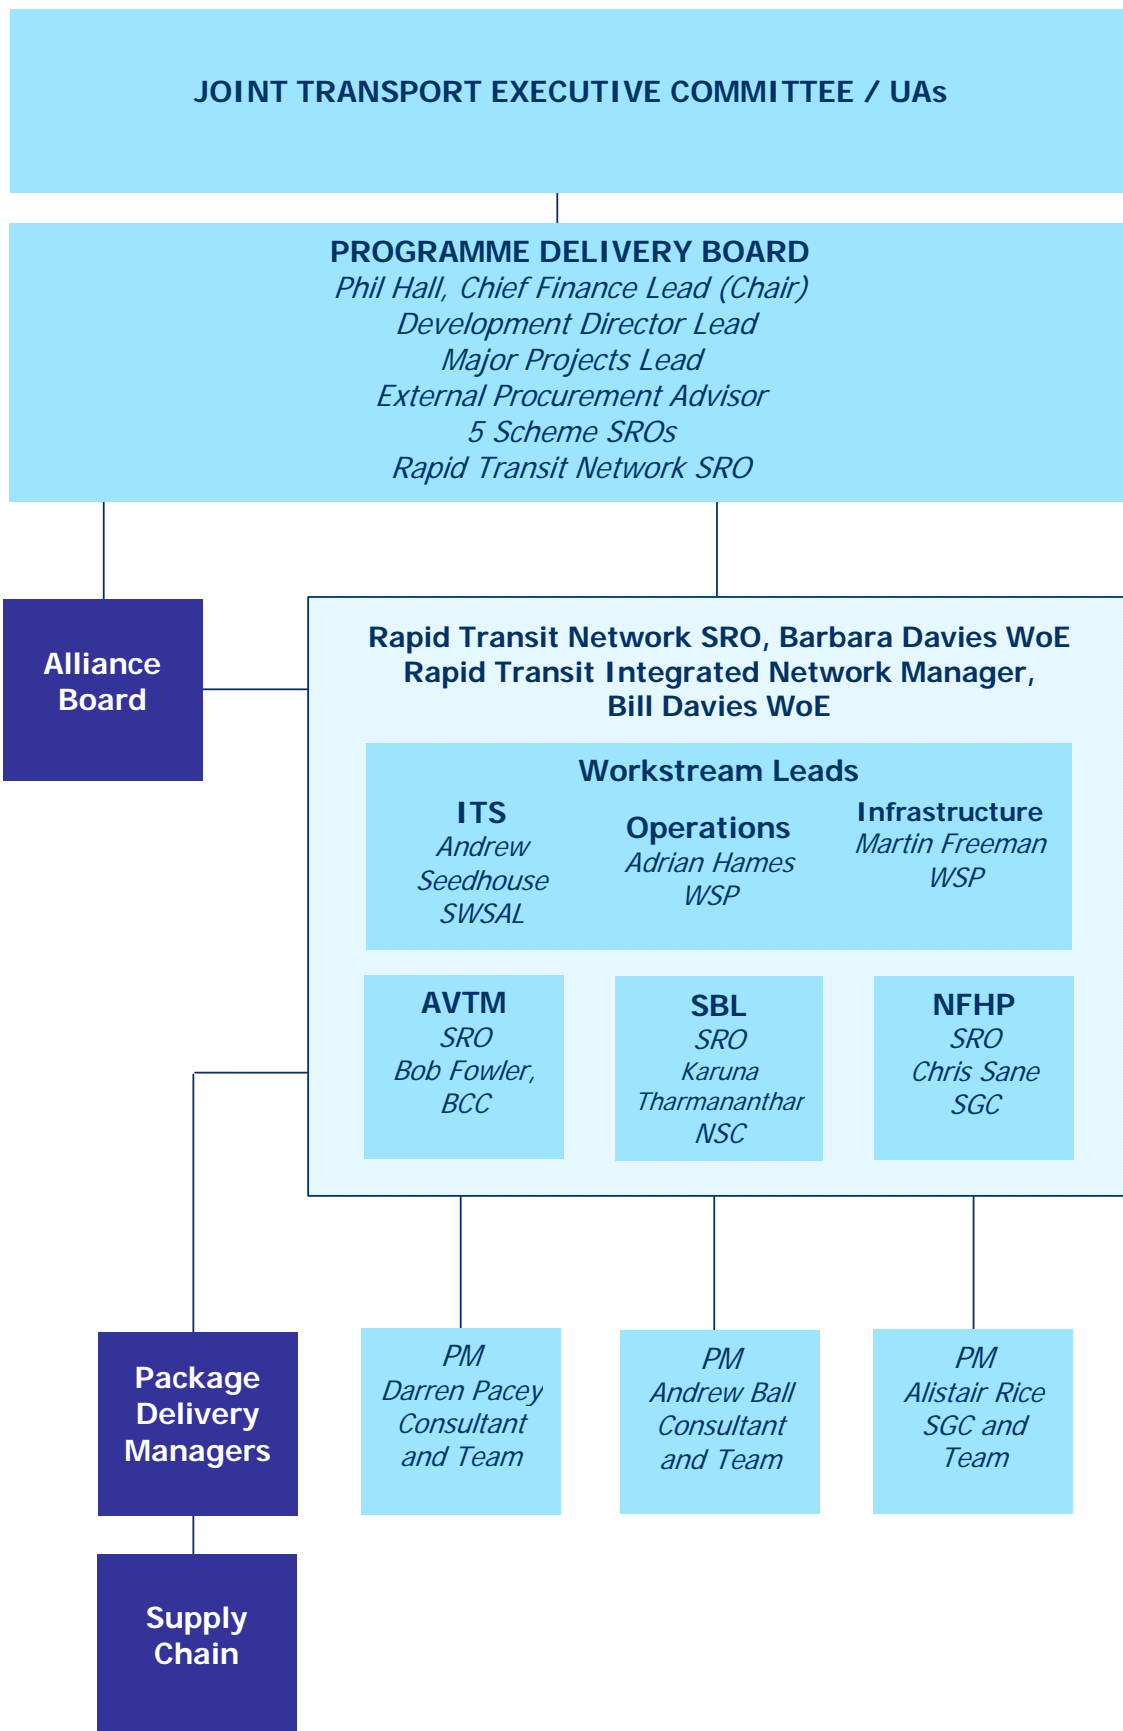 JOINT TRANSPORT EXECUTIVE COMMITTEE / UAs
PROGRAMME DELIVERY BOARD
Phil Hall, Chief Finance Lead (Chair)
Development Director Lead
Major Projects Lead
External Procurement Advisor
5 Scheme SROs
Rapid Transit Network SRO
Alliance
Board
Rapid Transit Network SRO, Barbara Davies WoE
Rapid Transit Integrated Network Manager,
Bill Davies WoE
Workstream Leads
ITS
Andrew
Seedhouse
SWSAL
Operations
Adrian Hames
WSP
Infrastructure
Martin Freeman
WSP
AVTM
SRO
Bob Fowler,
BCC
SBL
SRO
Karuna
Tharmananthar
NSC
NFHP
SRO
Chris Sane
SGC
Package
Delivery
Managers
PM
Darren Pacey
Consultant
and Team
PM
Andrew Ball
Consultant
and Team
PM
Alistair Rice
SGC and
Team
Supply
Chain